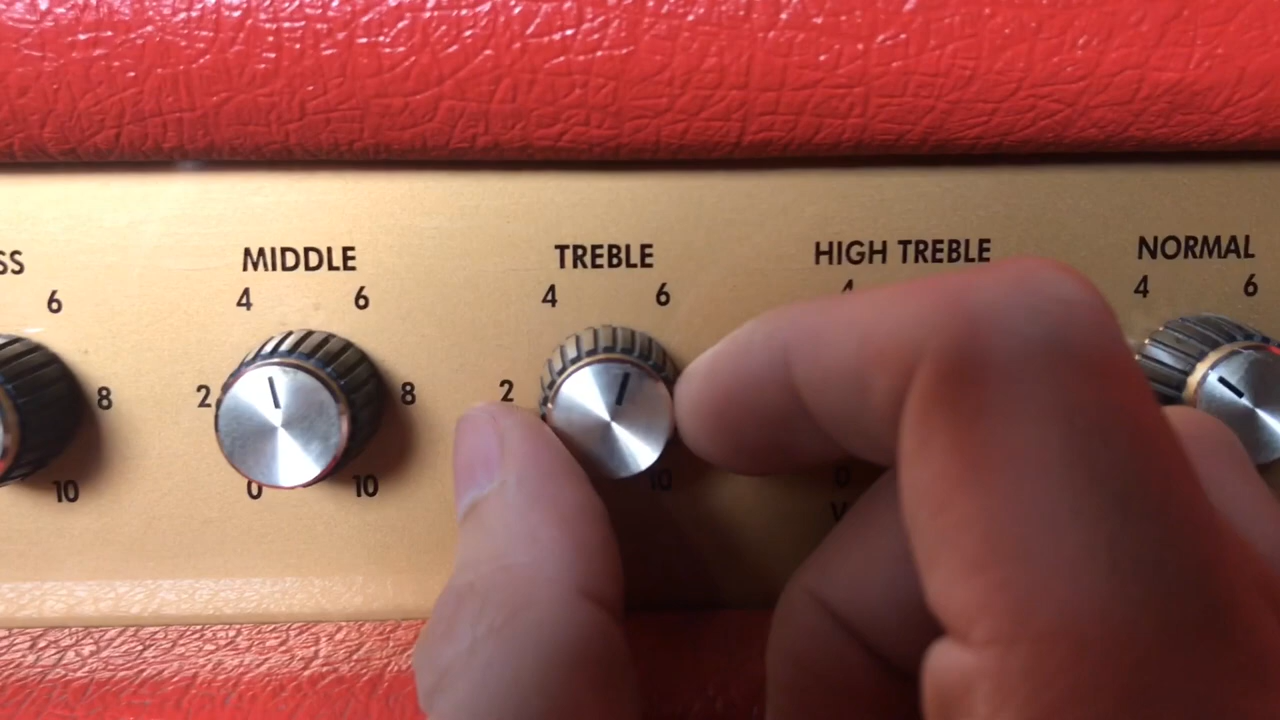 SS MIDDLE TREBLE HIGH TREBLE NORMAL
6 4 6 4 6 4 4 6
8 2 8 2
10 0 10 10 0
V